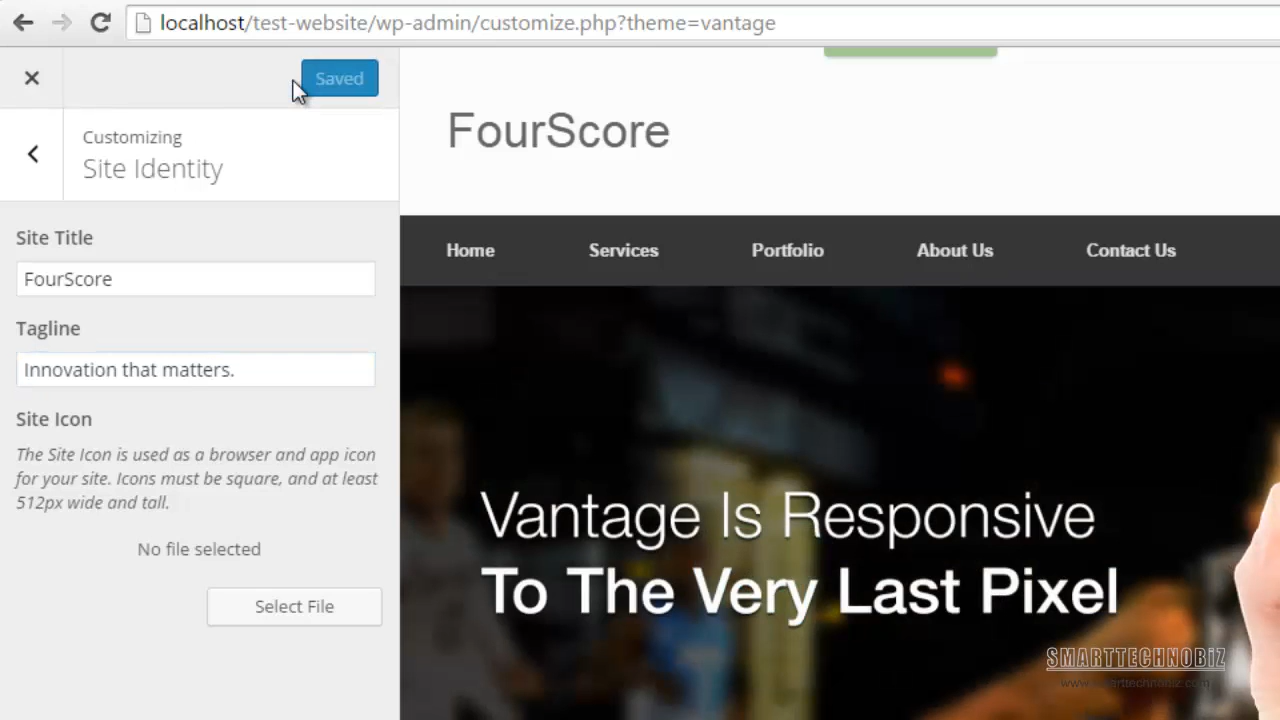 localhost/test-website/wp-admin/customize.php?theme=vantage
Saved
Customizing
Site Identity
Site Title
FourScore
Tagline
Innovation that matters.
Site Icon
The Site Icon is used as a browser and app icon
for your site. Icons must be square, and at least
512px wide and tall.
No file selected
Select File
FourScore
Home Services Portfolio About Us Contact Us
Vantage Is Responsive
To The Very Last Pixel
SMARTTECHNOBIZ
www.smarttechnobiz.com